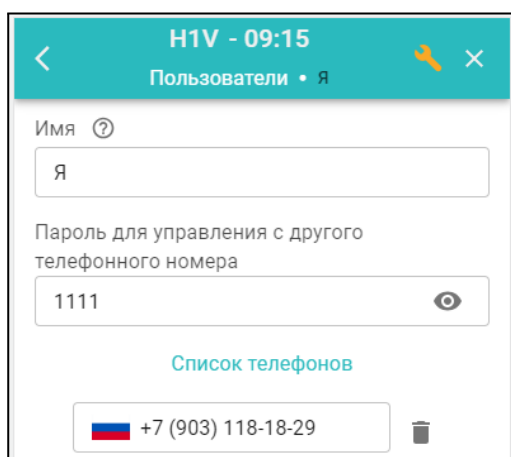 H1V - 09:15
Пользователи • Я
Имя ?
Я
Пароль для управления с другого
телефонного номера
1111
Список телефонов
+7 (903) 118-18-29